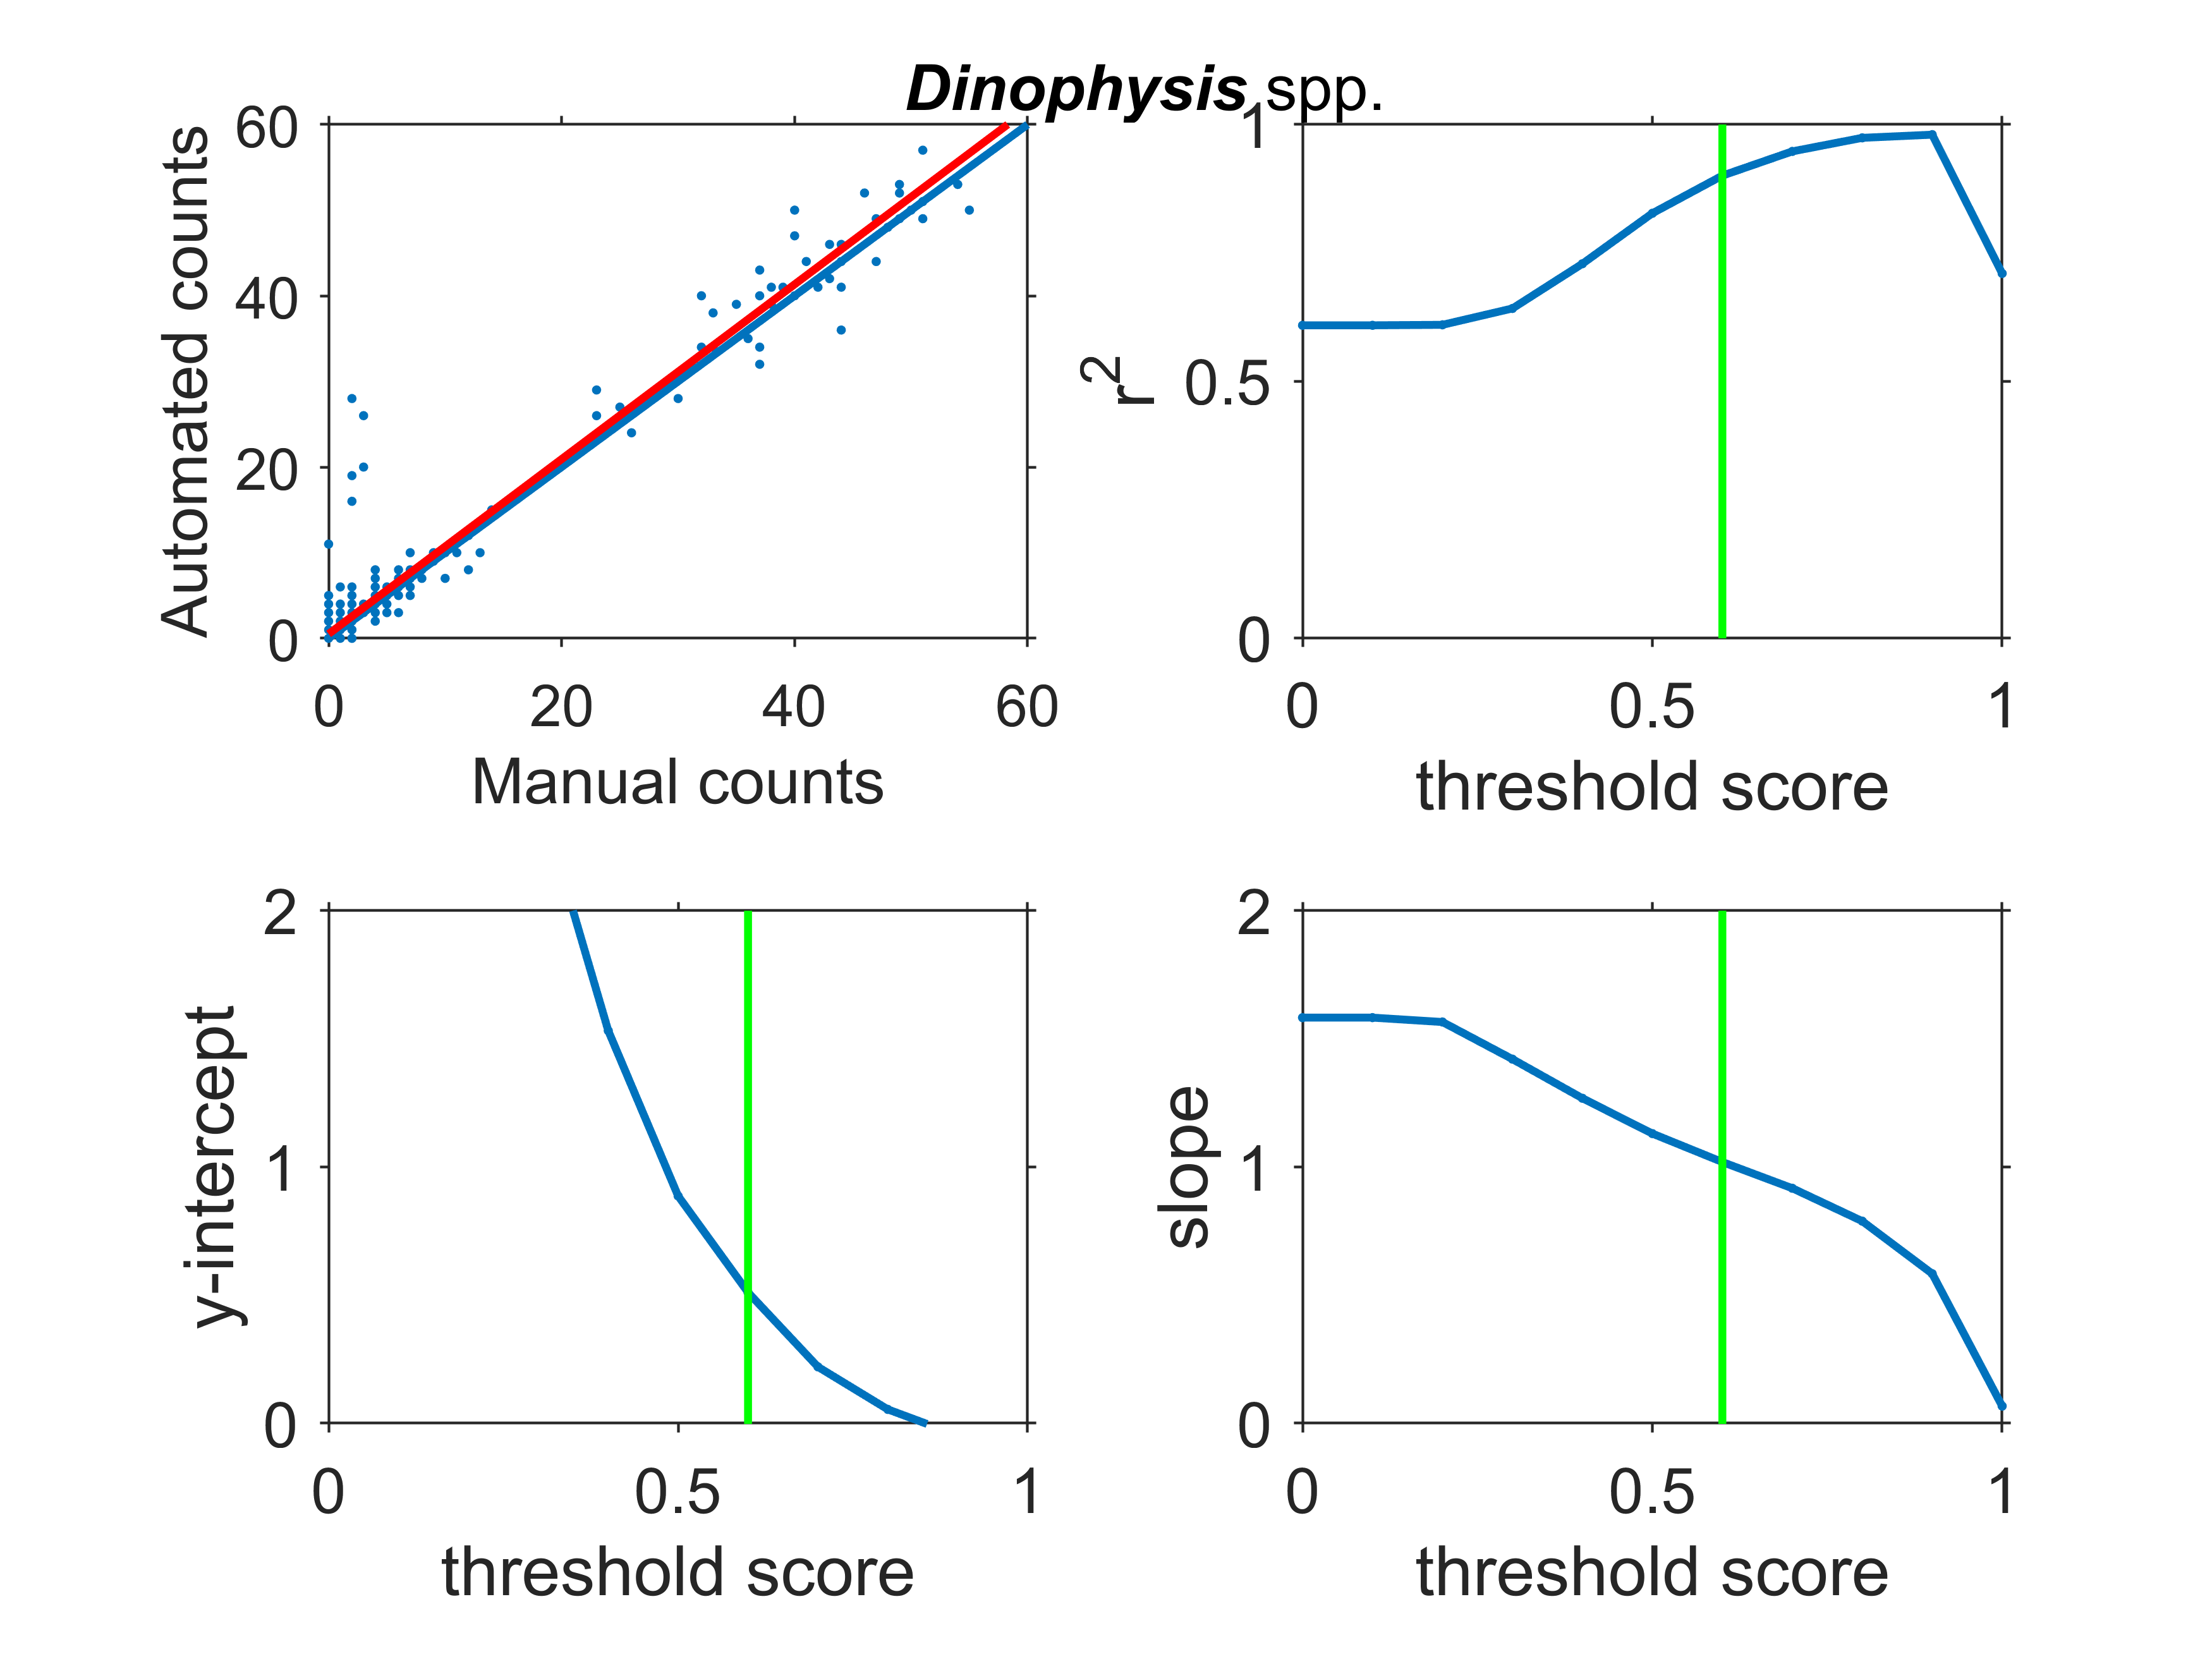 Dinophysis spp.
60
40
20
0
Automated counts
0 20 40 60
Manual counts
1
0.5
0
r2
0 0.5 1
threshold score
2
1
0
y-intercept
0 0.5 1
threshold score
2
1
0
slope
0 0.5 1
threshold score